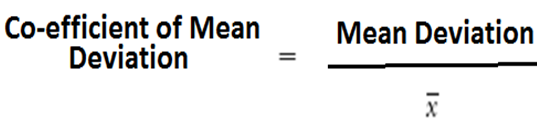 Co-efficient of Mean
Deviation = Mean Deviation
x̄